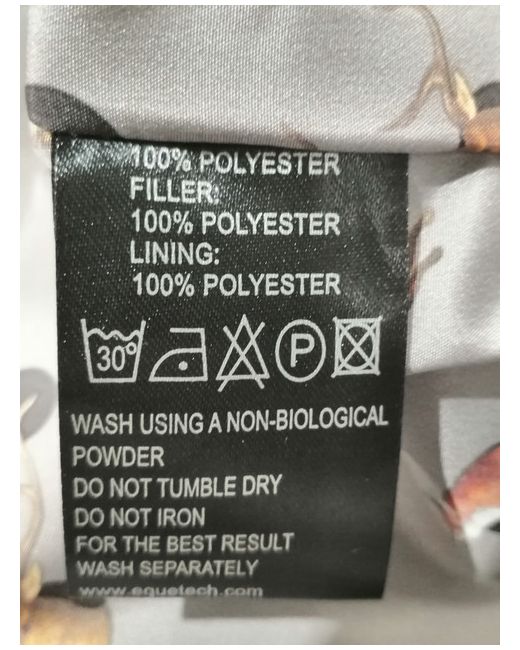 100% POLYESTER
FILLER:
100% POLYESTER
LINING:
100% POLYESTER
30° P
WASH USING A NON-BIOLOGICAL
POWDER
DO NOT TUMBLE DRY
DO NOT IRON
FOR THE BEST RESULT
WASH SEPARATELY
www.equetech.com